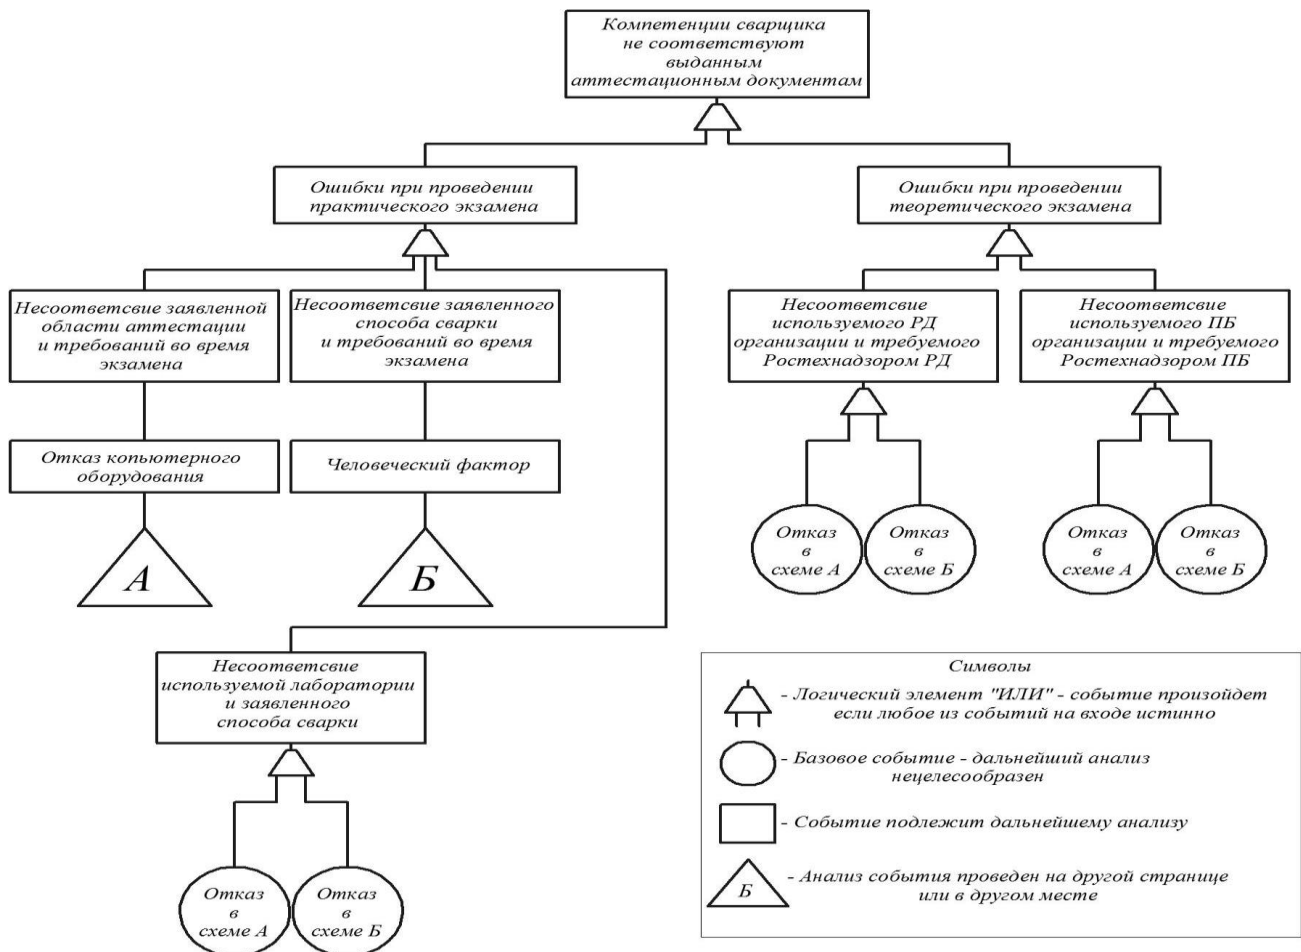 Компетенции сварщика
не соответствуют
выданным
аттестационным документам
Ошибки при проведении
практического экзамена
Ошибки при проведении
теоретического экзамена
Несоответсвие заявленной
области аттестации
и требований во время
экзамена
Несоответсвие заявленного
способа сварки
и требований во время
экзамена
Несоответсвие
используемого РД
организации и требуемого
Ростехнадзором РД
Несоответсвие
используемого ПБ
организации и требуемого
Ростехнадзором ПБ
Отказ копьютерного
оборудования
Человеческий фактор
А
Б
Отказ
в
схеме А
Отказ
в
схеме Б
Отказ
в
схеме А
Отказ
в
схеме Б
Несоответсвие
используемой лаборатории
и заявленного
способа сварки
Отказ
в
схеме А
Отказ
в
схеме Б
Символы
- Логический элемент "ИЛИ" - событие произойдет
если любое из событий на входе истинно
- Базовое событие - дальнейший анализ
нецелесообразен
- Событие подлежит дальнейшему анализу
Б
- Анализ события проведен на другой странице
или в другом месте